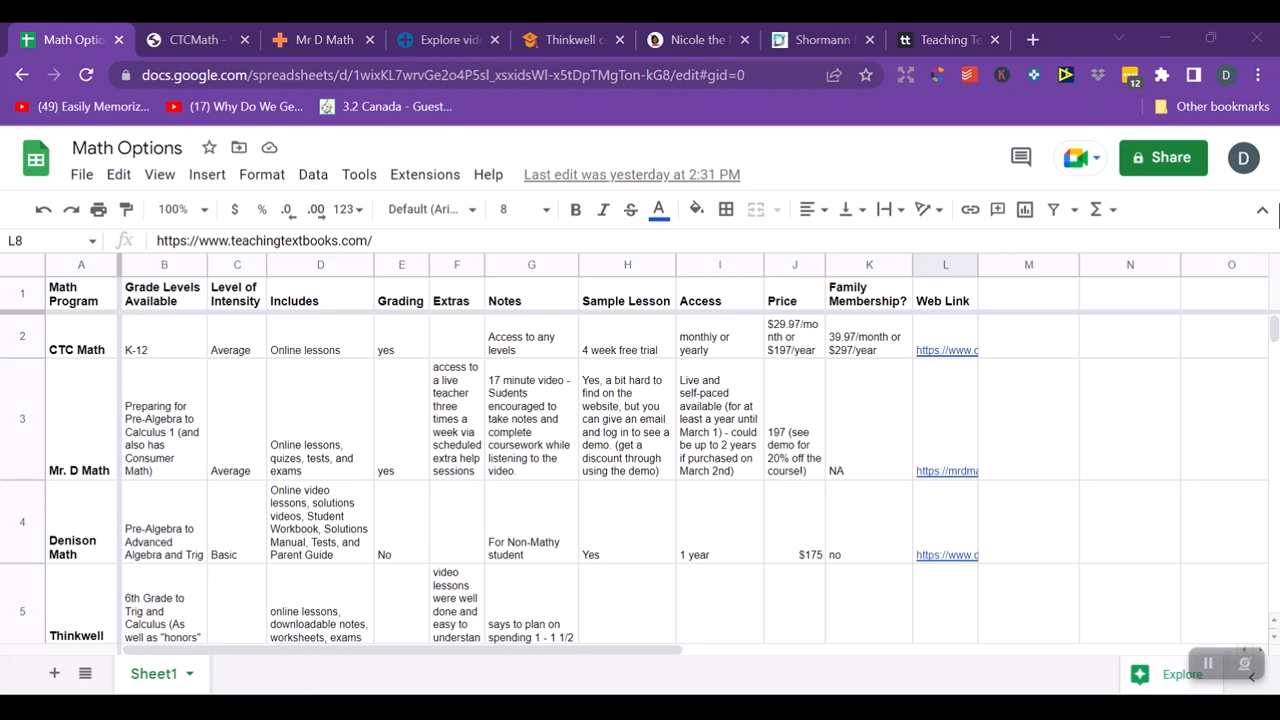 Math Optio
CTCMath -
Mr D Math
Explore vid
Thinkwell c
Nicole the
Shormann
Teaching Te
docs.google.com/spreadsheets/d/1wixKL7wrvGe2o4P5sl_xsxidsWl-x5tDpTMgTon-kG8/edit#gid=0
12
D
(49) Easily Memoriz...
(17) Why Do We Ge...
3.2 Canada - Guest...
Other bookmarks
Math Options
Share
D
File Edit View Insert Format Data Tools Extensions Help
Last edit was yesterday at 2:31 PM
100% $ % .0 .00 123 Default (Ari... 8 B I S A
L8 fx https://www.teachingtextbooks.com/
A B C D E F G H I J K L M N O
1
Math
Program
Grade Levels
Available
Level of
Intensity
Includes
Grading
Extras
Notes
Sample Lesson
Access
Price
Family
Membership?
Web Link
2
CTC Math
K-12
Average
Online lessons
yes
Access to any
levels
4 week free trial
monthly or
yearly
$29.97/mo
nth or
$197/year
39.97/month or
$297/year
https://www.c
3
Mr. D Math
Preparing for
Pre-Algebra to
Calculus 1 (and
also has
Consumer
Math)
Average
Online lessons,
quizes, tests, and
exams
yes
access to
a live
teacher
three
times a
week via
scheduled
extra help
sessions
17 minute video -
Sudents
encouraged to
take notes and
complete
coursework while
listening to the
video.
Yes, a bit hard to
find on the
website, but you
can give an email
and log in to see a
demo. (get a
discount through
using the demo)
Live and
self-paced
available (for at
least a year until
March 1) - could
be up to 2 years
if purchased on
March 2nd)
197 (see
demo for
20% off the
course!)
NA
https://mrdma
4
Denison
Math
Pre-Algebra to
Advanced
Algebra and Trig
Basic
Online video
lessons, solutions
videos, Student
Workbook, Solutions
Manual, Tests, and
Parent Guide
No
For Non-Mathy
student
Yes
1 year
$175
no
https://www.c
5
Thinkwell
6th Grade to
Trig and
Calculus (As
well as "honors"
online lessons,
downloadable notes,
worksheets, exams
video
lessons
were well
done and
easy to
understan
says to plan on
spending 1 - 1 1/2
Sheet1
Explore